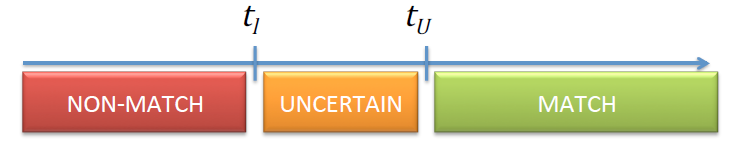 t_l t_U
NON-MATCH UNCERTAIN MATCH